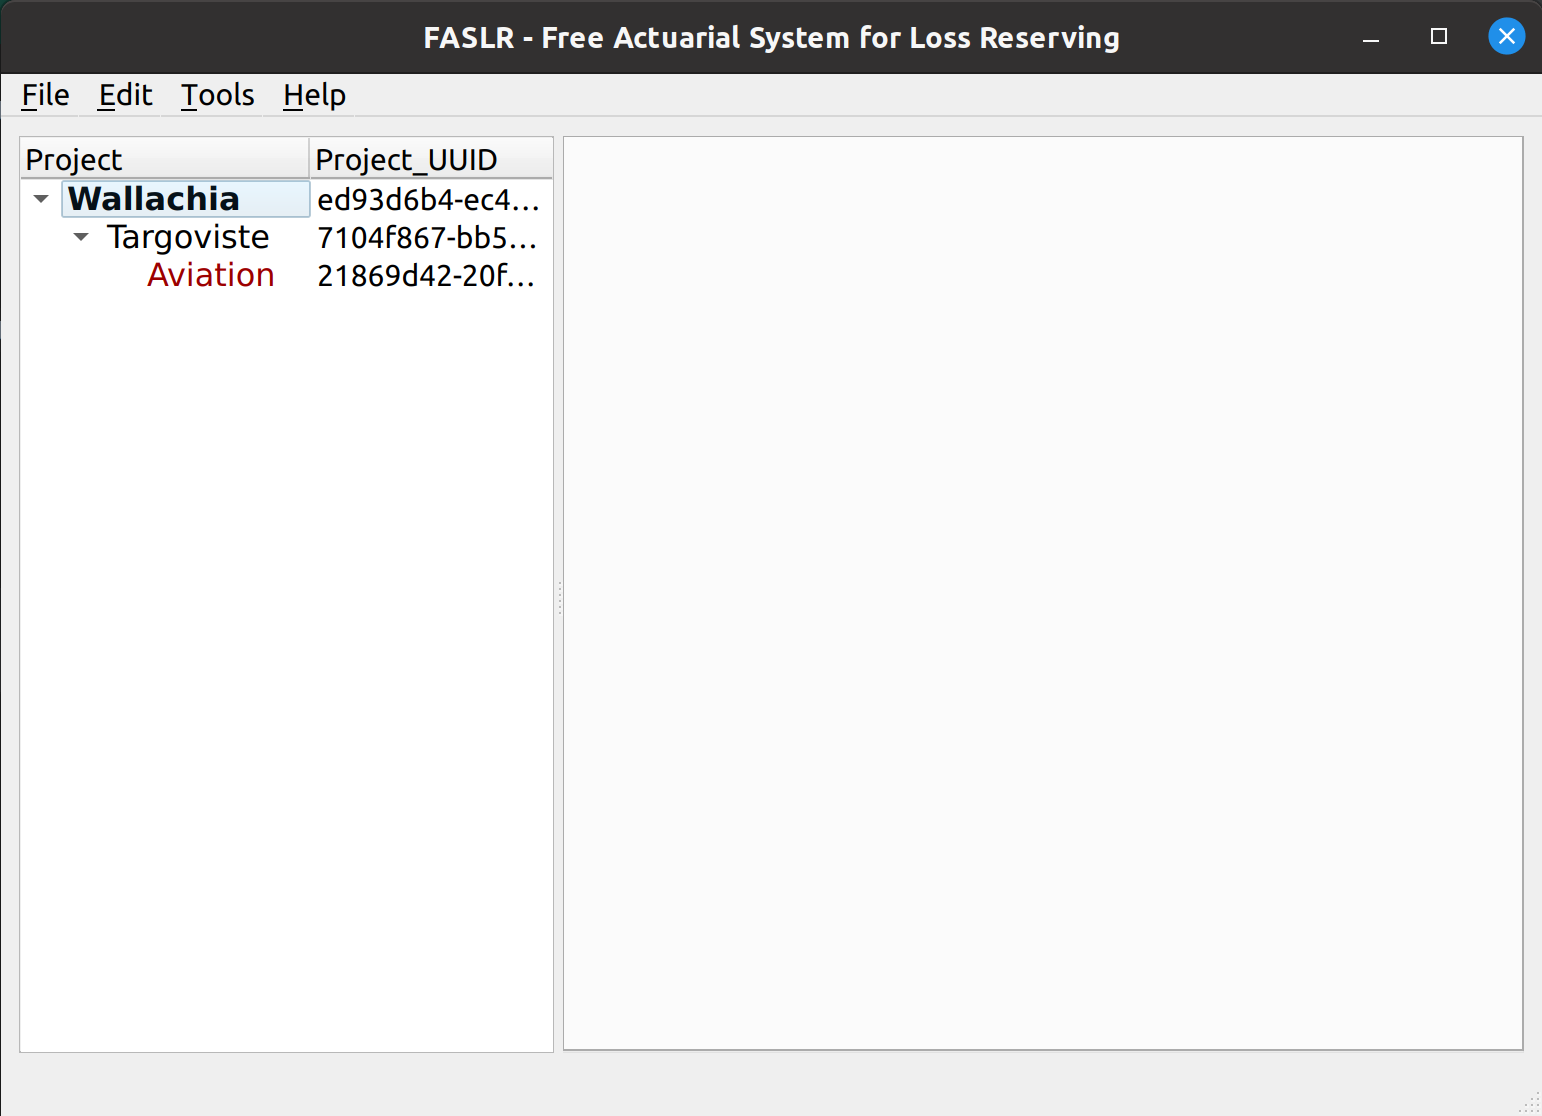 FASLR - Free Actuarial System for Loss Reserving
File Edit Tools Help
Project Project_UUID
Wallachia ed93d6b4-ec4...
Targoviste 7104f867-bb5...
Aviation 21869d42-20f...